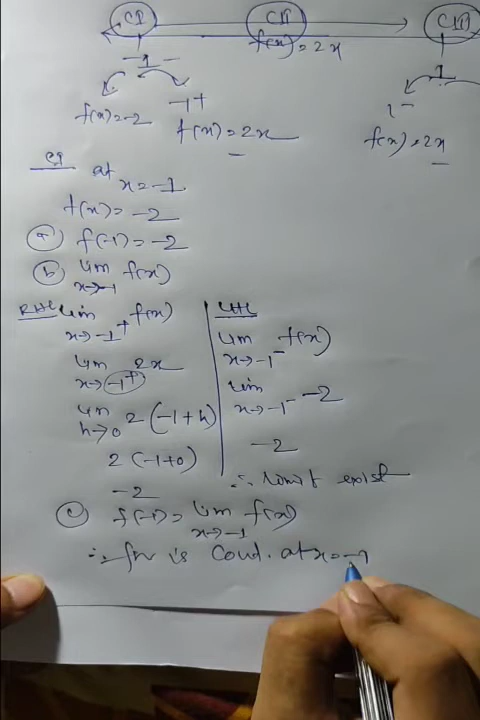 CI CII CIII
f(x)=2x
-1 1
f(x)=-2 -1+ 1-
f(x)=2x f(x)=2x
CI at x=-1
f(x)=-2
(a) f(-1)=-2
(b) lim x→-1 f(x)
RHL LHL
lim x→-1+ f(x) lim x→-1- f(x)
lim x→-1+ 2x lim x→-1- -2
lim h→0 2(-1+h) -2
2(-1+0) ∴ limit exist
-2
(c) f(-1)= lim x→-1 f(x)
∴ fn is Cont. at x=-1